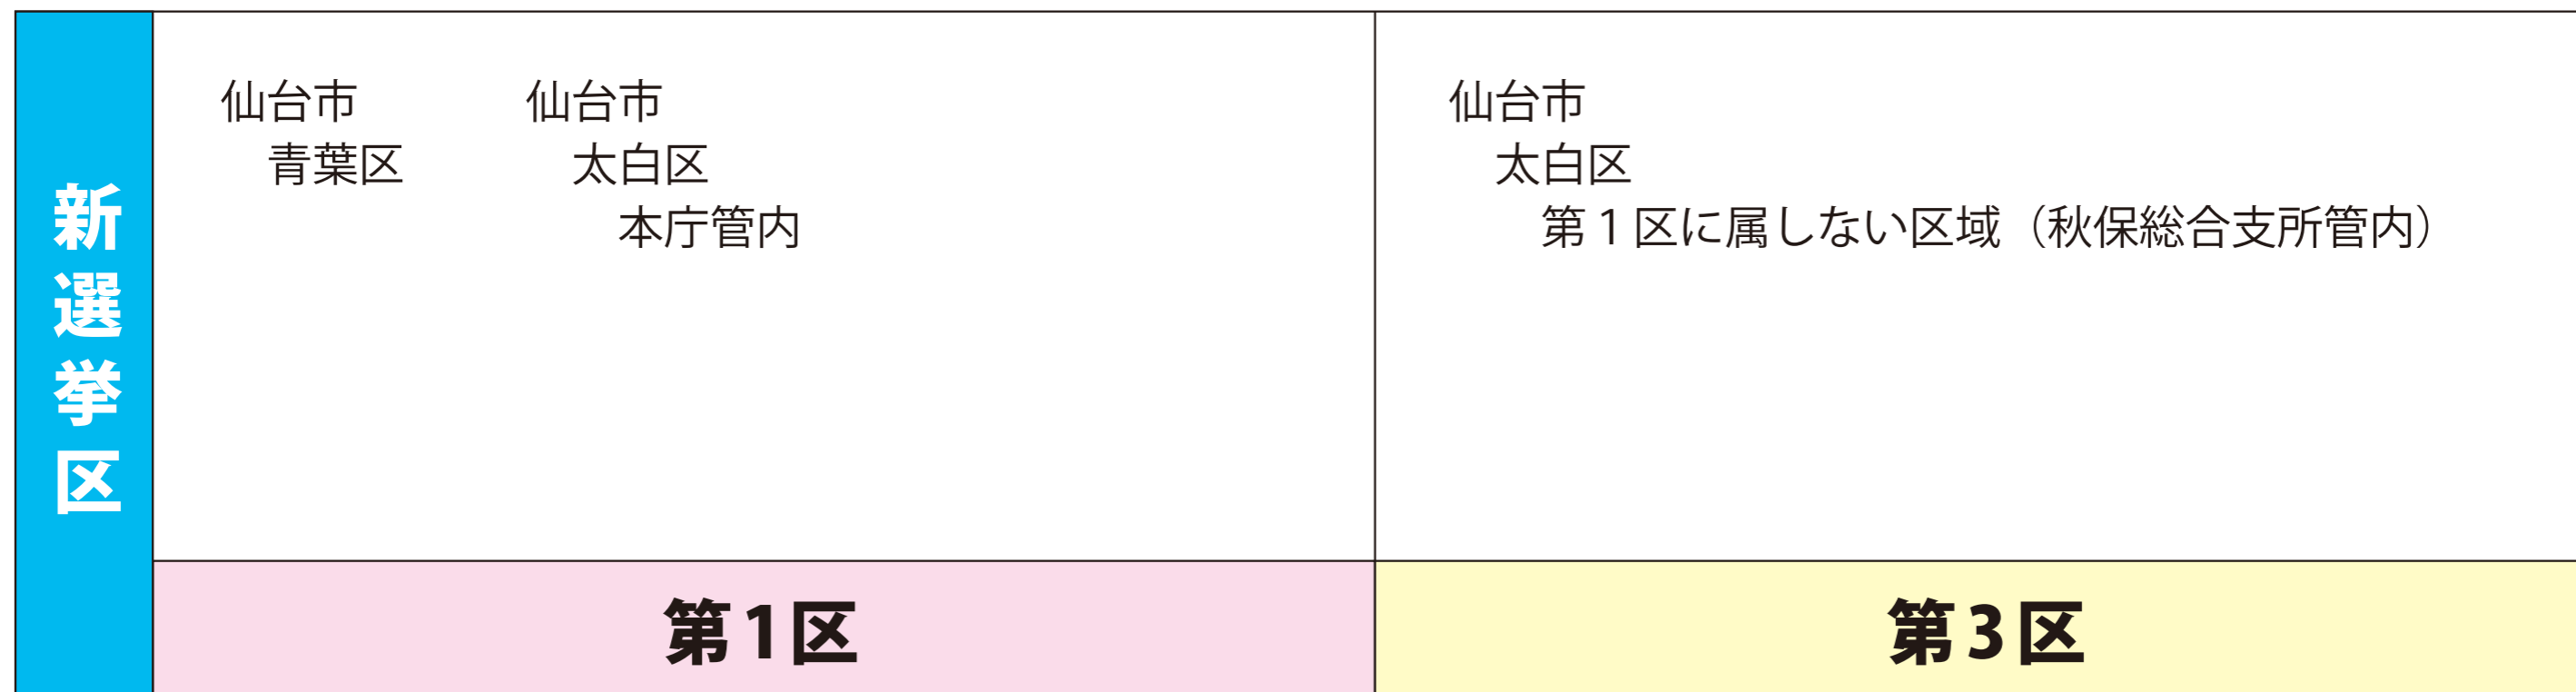 新選挙区
仙台市
青葉区
仙台市
太白区
本庁管内
仙台市
太白区
第1区に属しない区域（秋保総合支所管内）
第1区
第3区